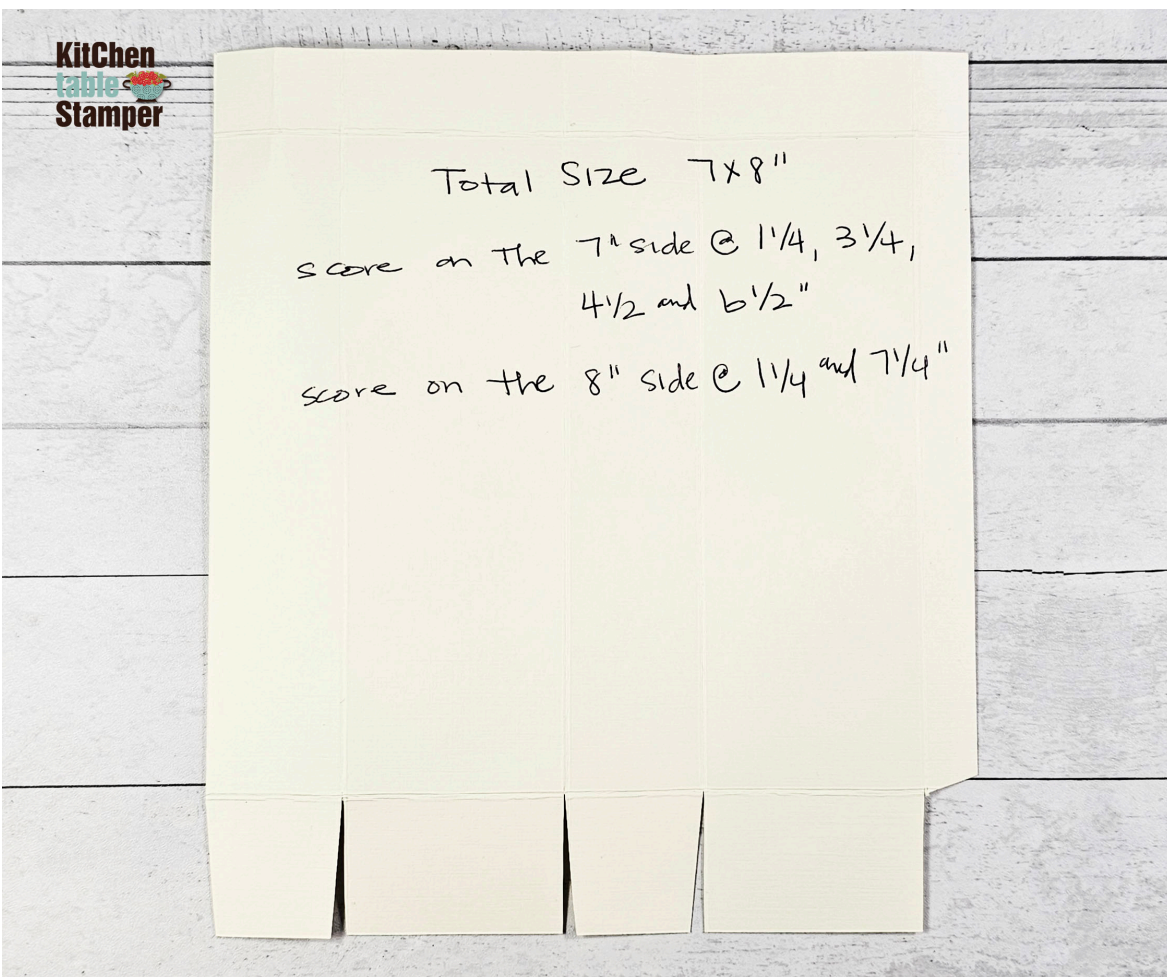 KitChen
table
Stamper
Total Size 7x8"
score on the 7" side @ 1 1/4, 3 1/4,
4 1/2 and 6 1/2"
score on the 8" side @ 1 1/4 and 7 1/4"